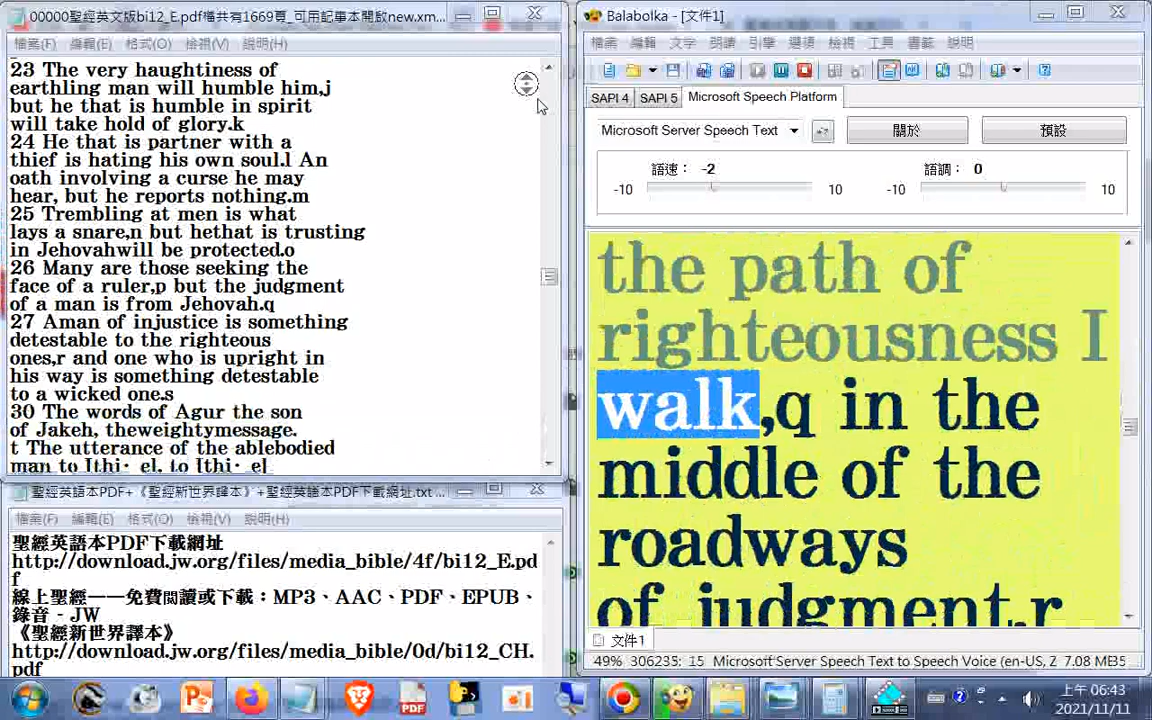 00000聖經英文版bi12_E.pdf檔共有1669頁_可用記事本開啟new.xm...
檔案(F) 編輯(E) 格式(O) 檢視(V) 說明(H)
23 The very haughtiness of
earthling man will humble him,j
but he that is humble in spirit
will take hold of glory.k
24 He that is partner with a
thief is hating his own soul.l An
oath involving a curse he may
hear, but he reports nothing.m
25 Trembling at men is what
lays a snare,n but hethat is trusting
in Jehovahwill be protected.o
26 Many are those seeking the
face of a ruler,p but the judgment
of a man is from Jehovah.q
27 Aman of injustice is something
detestable to the righteous
ones,r and one who is upright in
his way is something detestable
to a wicked one.s
30 The words of Agur the son
of Jakeh, theweightymessage.
t The utterance of the ablebodied
man to Ithi· el, to Ithi· el
聖經英語本PDF+《聖經新世界譯本》+聖經英語本PDF下載網址.txt ...
檔案(F) 編輯(E) 格式(O) 檢視(V) 說明(H)
聖經英語本PDF下載網址
http://download.jw.org/files/media_bible/4f/bi12_E.pd
f
線上聖經——免費閱讀或下載：MP3、AAC、PDF、EPUB、
錄音 - JW
《聖經新世界譯本》
http://download.jw.org/files/media_bible/0d/bi12_CH.
pdf
Balabolka - [文件1]
檔案 編輯 文字 朗讀 引擎 選項 檢視 工具 書籤 說明
SAPI 4 SAPI 5 Microsoft Speech Platform
Microsoft Server Speech Text 關於 預設
語速： -2 語調： 0
-10 10 -10 10
the path of
righteousness I
walk,q in the
middle of the
roadways
of judgment,r
文件1
49% 306235: 15 Microsoft Server Speech Text to Speech Voice (en-US, Z 7.08 MB 35
上午 06:43
2021/11/11